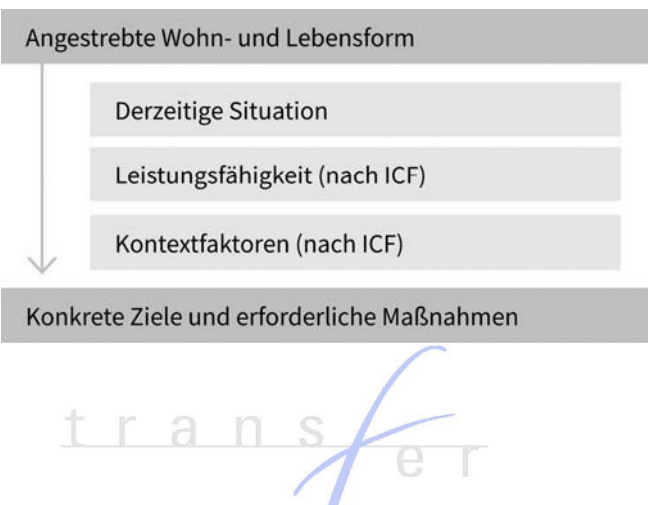 Angestrebte Wohn- und Lebensform
Derzeitige Situation
Leistungsfähigkeit (nach ICF)
Kontextfaktoren (nach ICF)
Konkrete Ziele und erforderliche Maßnahmen
transfer